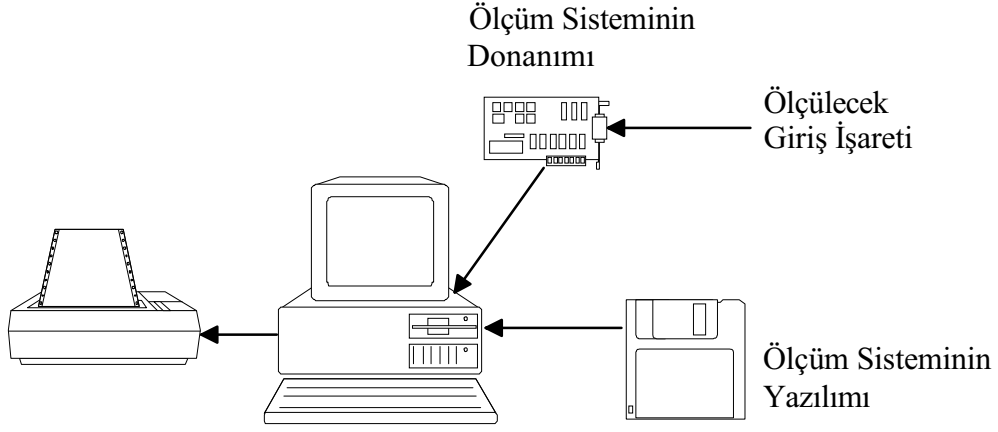 Ölçüm Sisteminin
Donanımı
Ölçülecek
Giriş İşareti
Ölçüm Sisteminin
Yazılımı